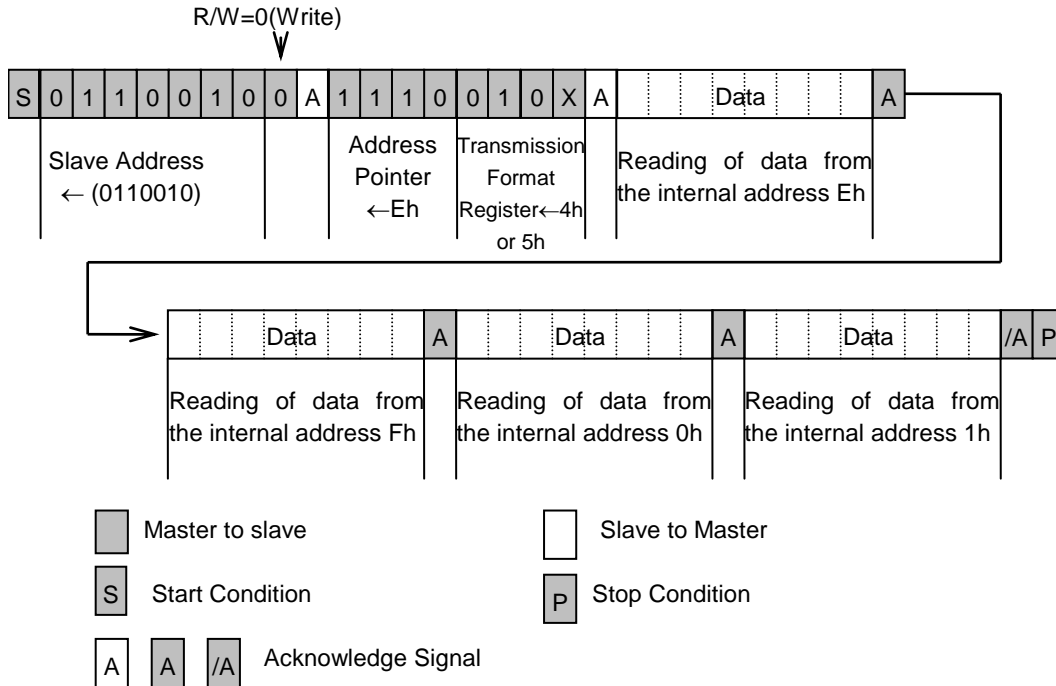 R/W=0(Write)
S 0 1 1 0 0 1 0 0 A 1 1 1 0 0 1 0 X A Data A
Slave Address
← (0110010)
Address
Pointer
←Eh
Transmission
Format
Register←4h
or 5h
Reading of data from
the internal address Eh
Data A Data A Data /A P
Reading of data from
the internal address Fh
Reading of data from
the internal address 0h
Reading of data from
the internal address 1h
Master to slave
Slave to Master
S Start Condition
P Stop Condition
A A /A Acknowledge Signal